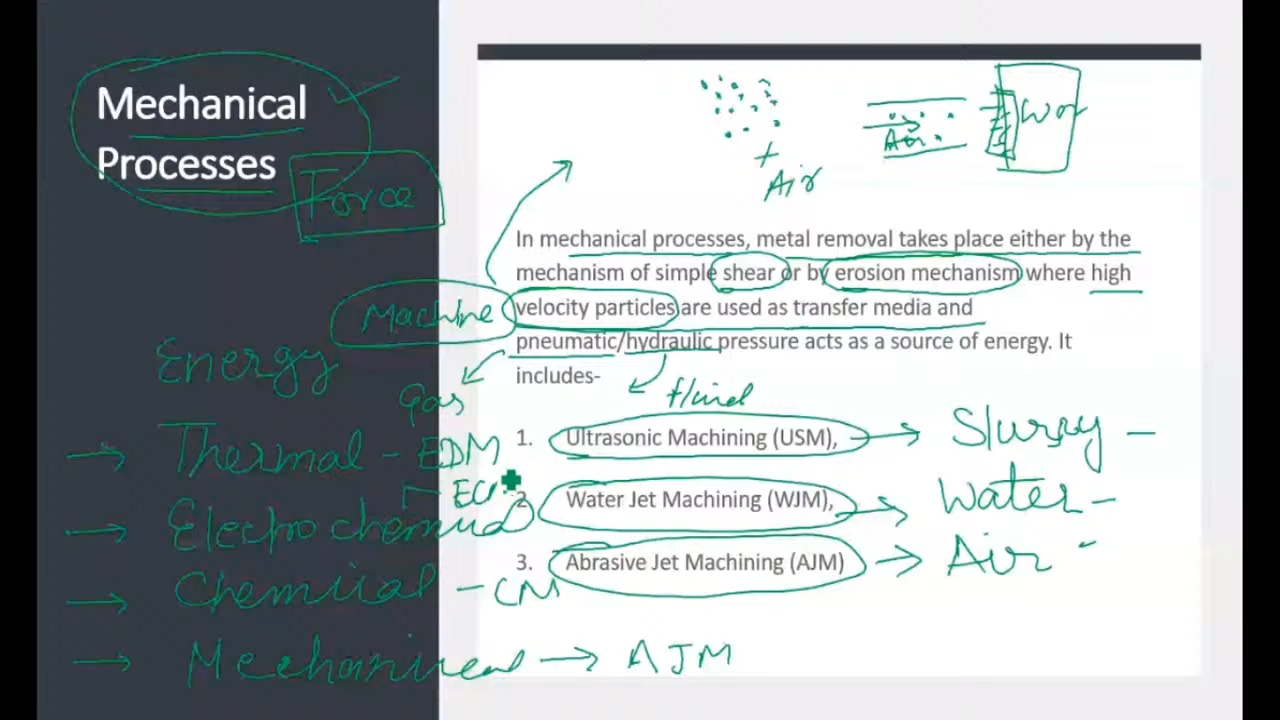 Mechanical
Processes
Force
Machine
Energy
Gas
Thermal - EDM
Electrochemical
Chemical - CM
Mechanical → AJM
+
Air
Air
Wor
In mechanical processes, metal removal takes place either by the
mechanism of simple shear or by erosion mechanism where high
velocity particles are used as transfer media and
pneumatic/hydraulic pressure acts as a source of energy. It
includes-
fluid
1. Ultrasonic Machining (USM), → Slurry -
2. Water Jet Machining (WJM), → Water -
3. Abrasive Jet Machining (AJM) → Air -